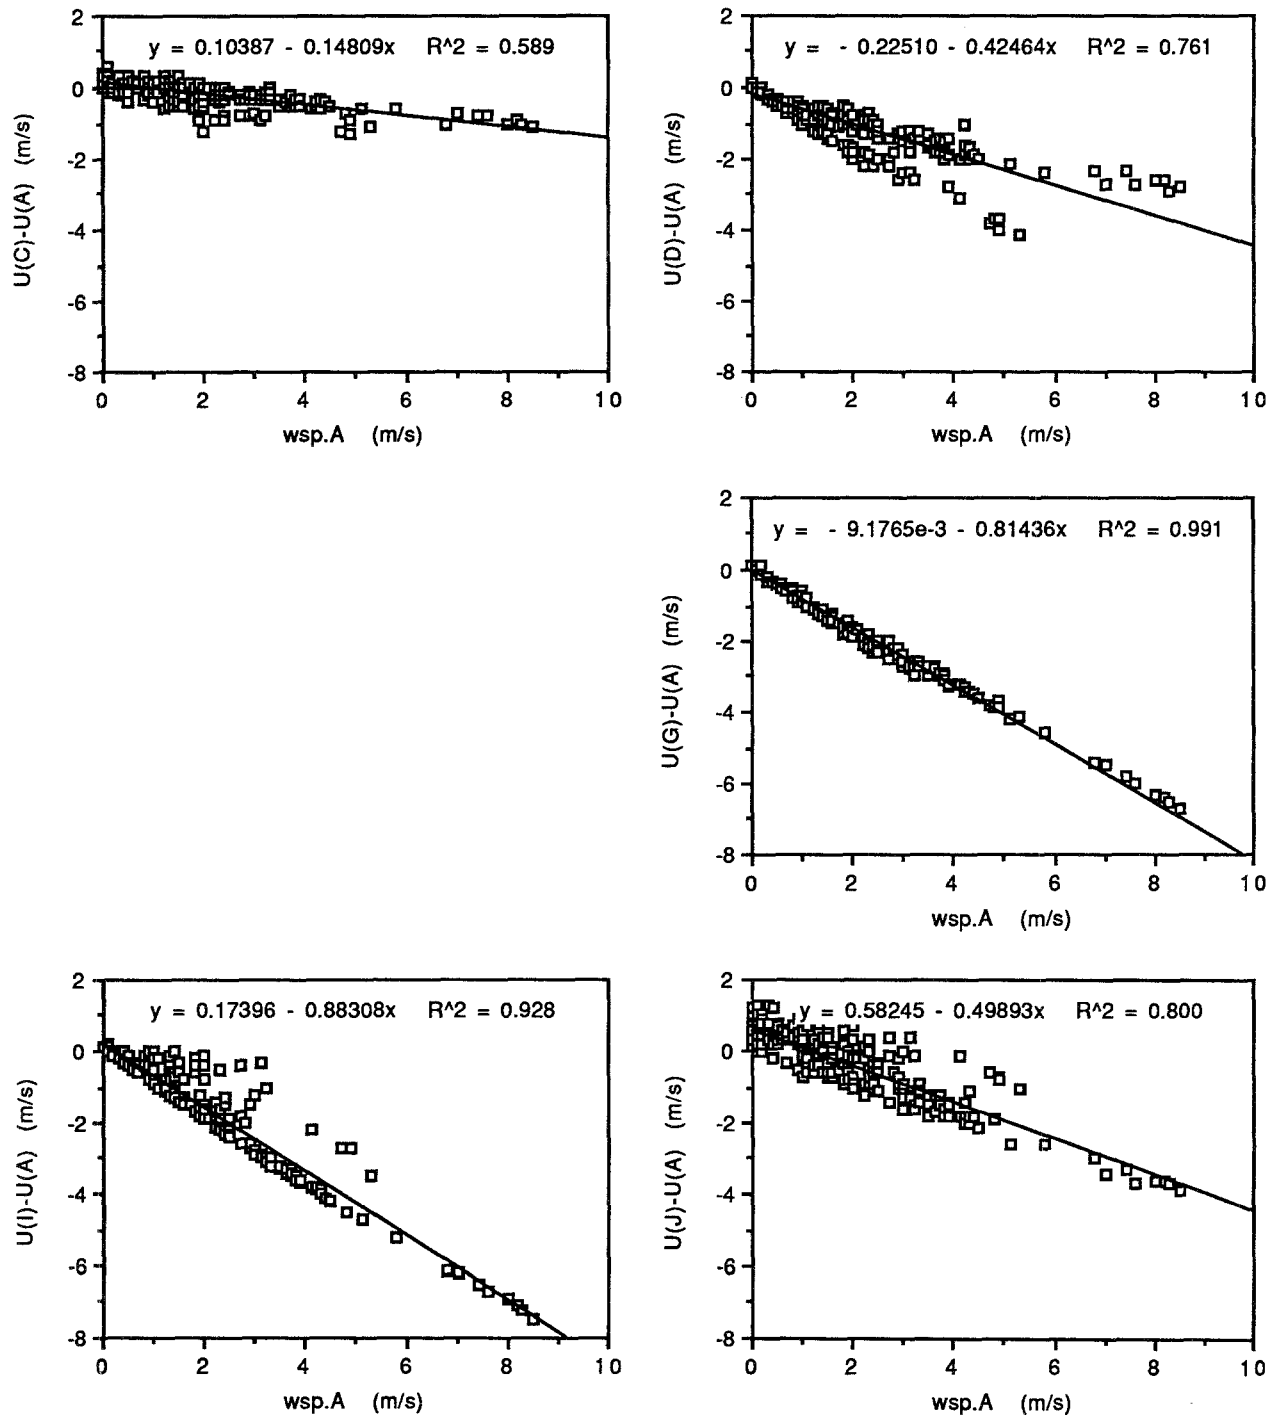 y = 0.10387 - 0.14809x R^2 = 0.589
U(C)-U(A) (m/s)
2
0
-2
-4
-6
-8
0 2 4 6 8 10
wsp.A (m/s)
y = - 0.22510 - 0.42464x R^2 = 0.761
U(D)-U(A) (m/s)
2
0
-2
-4
-6
-8
0 2 4 6 8 10
wsp.A (m/s)
y = - 9.1765e-3 - 0.81436x R^2 = 0.991
U(G)-U(A) (m/s)
2
0
-2
-4
-6
-8
0 2 4 6 8 10
wsp.A (m/s)
y = 0.17396 - 0.88308x R^2 = 0.928
U(I)-U(A) (m/s)
2
0
-2
-4
-6
-8
0 2 4 6 8 10
wsp.A (m/s)
y = 0.58245 - 0.49893x R^2 = 0.800
U(J)-U(A) (m/s)
2
0
-2
-4
-6
-8
0 2 4 6 8 10
wsp.A (m/s)